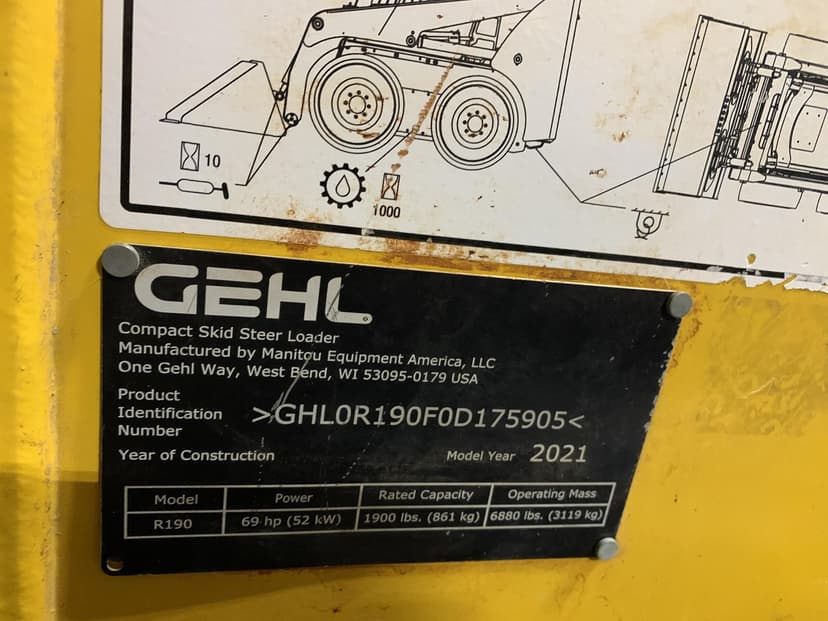 10
1000
GEHL
Compact Skid Steer Loader
Manufactured by Manitou Equipment America, LLC
One Gehl Way, West Bend, WI 53095-0179 USA
Product
Identification >GHL0R190F0D175905<
Number
Year of Construction Model Year 2021
Model Power Rated Capacity Operating Mass
R190 69 hp (52 kW) 1900 lbs. (861 kg) 6880 lbs. (3119 kg)